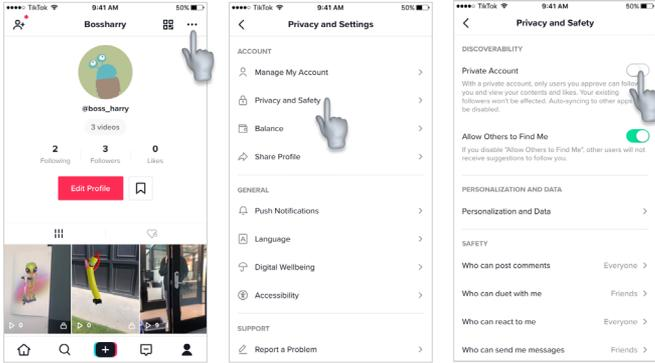 TikTok 9:41 AM 50%
Bossharry
@boss_harry
3 videos
2 3 0
Following Followers Likes
Edit Profile
0 0 9
TikTok 9:41 AM 50%
Privacy and Settings
ACCOUNT
Manage My Account
Privacy and Safety
Balance
Share Profile
GENERAL
Push Notifications
Language
Digital Wellbeing
Accessibility
SUPPORT
Report a Problem
TikTok 9:41 AM 50%
Privacy and Safety
DISCOVERABILITY
Private Account
With a private account, only users you approve can follow
you and view your contents and likes. Your existing
followers won't be effected. Auto-syncing to other apps
be disabled.
Allow Others to Find Me
If you disable "Allow Others to Find Me", other users will not
receive suggestions to follow you.
PERSONALIZATION AND DATA
Personalization and Data
SAFETY
Who can post comments Everyone
Who can duet with me Friends
Who can react to me Everyone
Who can send me messages Friends